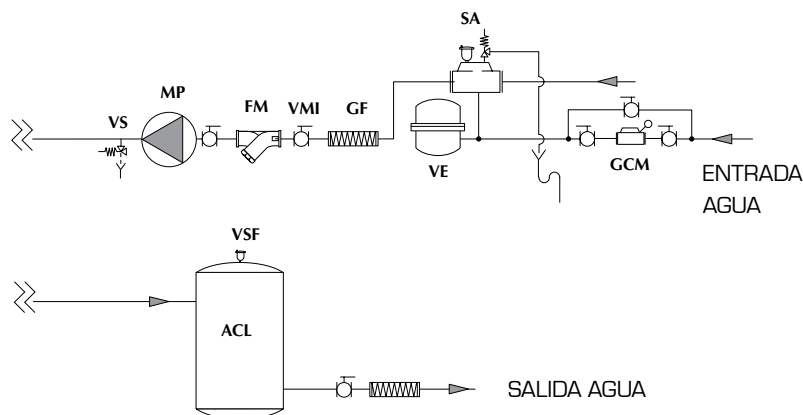 SA
MP
VS
FM
VMI
GF
VE
GCM
ENTRADA
AGUA
VSF
ACL
SALIDA AGUA